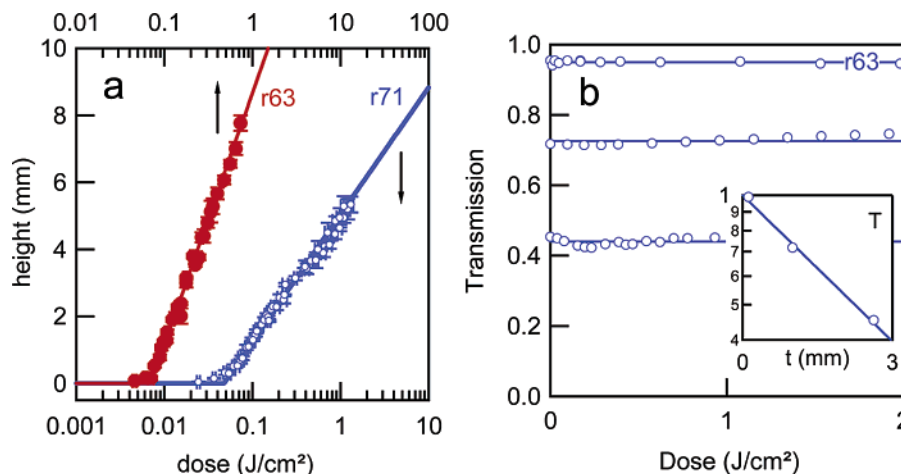 0.01 0.1 1 10 100
a
r63
r71
height (mm)
10
8
6
4
2
0
0.001 0.01 0.1 1 10
dose (J/cm²)
b
r63
Transmission
1.0
0.8
0.6
0.4
0.2
0.0
0 1 2
Dose (J/cm²)
T
1
9
8
7
6
5
4
0 3
t (mm)